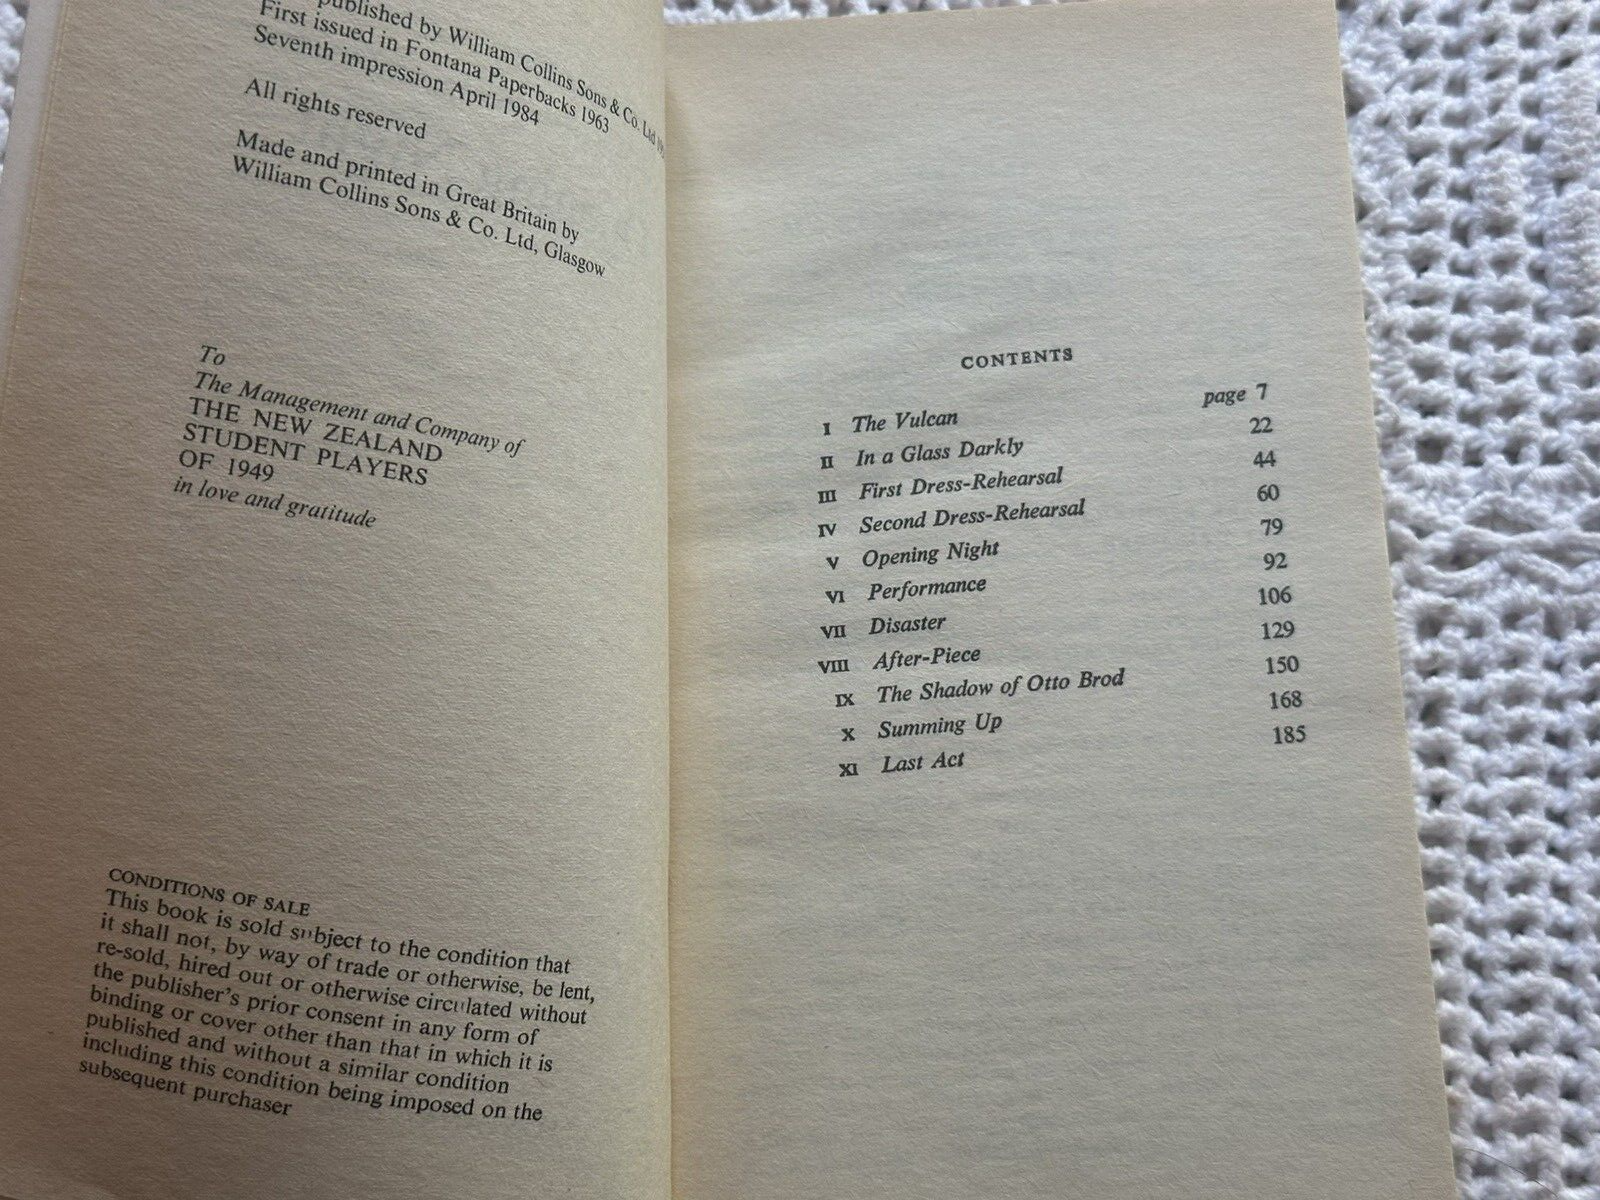 published by William Collins Sons & Co. Ltd
First issued in Fontana Paperbacks 1963
Seventh impression April 1984
All rights reserved
Made and printed in Great Britain by
William Collins Sons & Co. Ltd, Glasgow
To
The Management and Company of
THE NEW ZEALAND
STUDENT PLAYERS
OF 1949
in love and gratitude
CONDITIONS OF SALE
This book is sold subject to the condition that
it shall not, by way of trade or otherwise, be lent,
re-sold, hired out or otherwise circulated without
the publisher's prior consent in any form of
binding or cover other than that in which it is
published and without a similar condition
including this condition being imposed on the
subsequent purchaser
CONTENTS
I The Vulcan page 7
II In a Glass Darkly 22
III First Dress-Rehearsal 44
IV Second Dress-Rehearsal 60
V Opening Night 79
VI Performance 92
VII Disaster 106
VIII After-Piece 129
IX The Shadow of Otto Brod 150
X Summing Up 168
XI Last Act 185